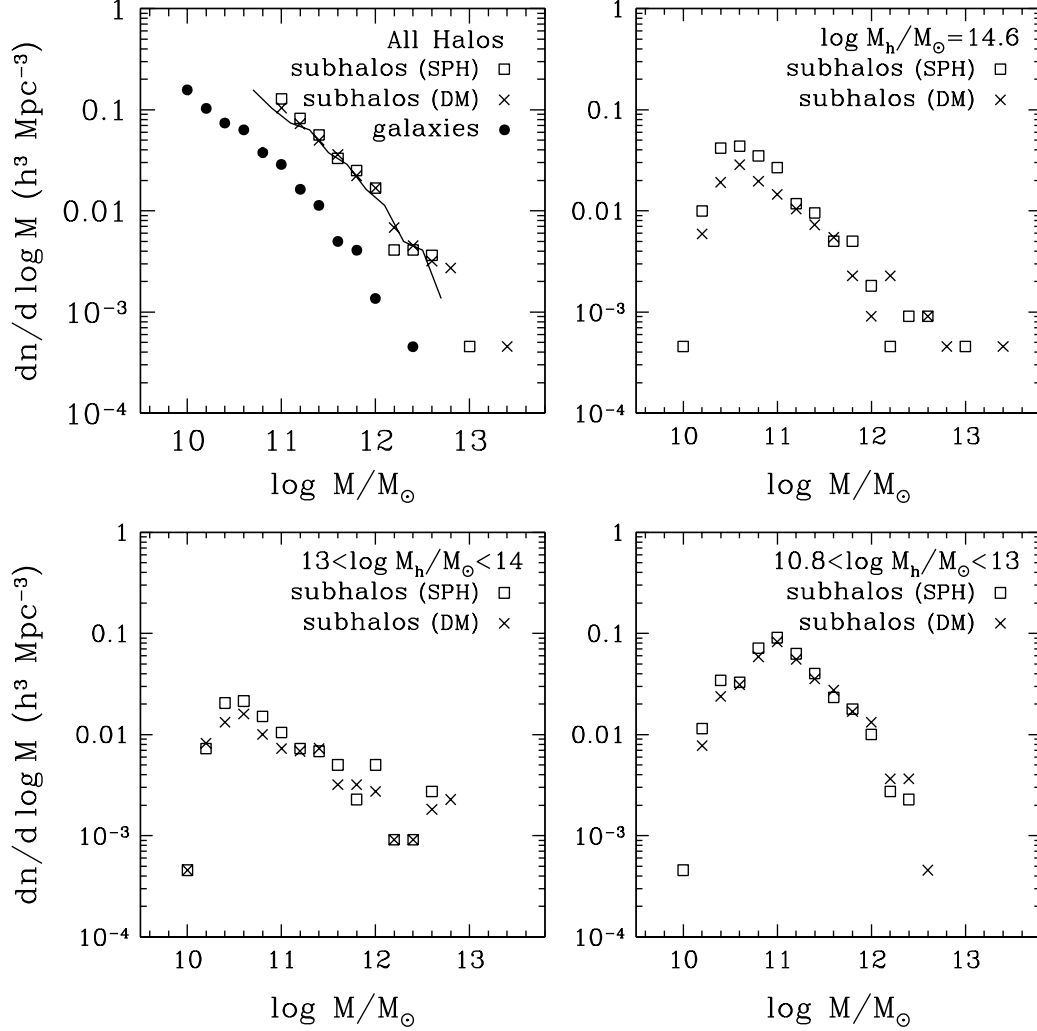 1
0.1
0.01
10⁻³
10⁻⁴
dn/d log M (h³ Mpc⁻³)
All Halos
subhalos (SPH)
subhalos (DM)
galaxies
10 11 12 13
log M/M☉
1
0.1
0.01
10⁻³
10⁻⁴
log Mₕ/M☉=14.6
subhalos (SPH)
subhalos (DM)
10 11 12 13
log M/M☉
1
0.1
0.01
10⁻³
10⁻⁴
dn/d log M (h³ Mpc⁻³)
13<log Mₕ/M☉<14
subhalos (SPH)
subhalos (DM)
10 11 12 13
log M/M☉
1
0.1
0.01
10⁻³
10⁻⁴
10.8<log Mₕ/M☉<13
subhalos (SPH)
subhalos (DM)
10 11 12 13
log M/M☉